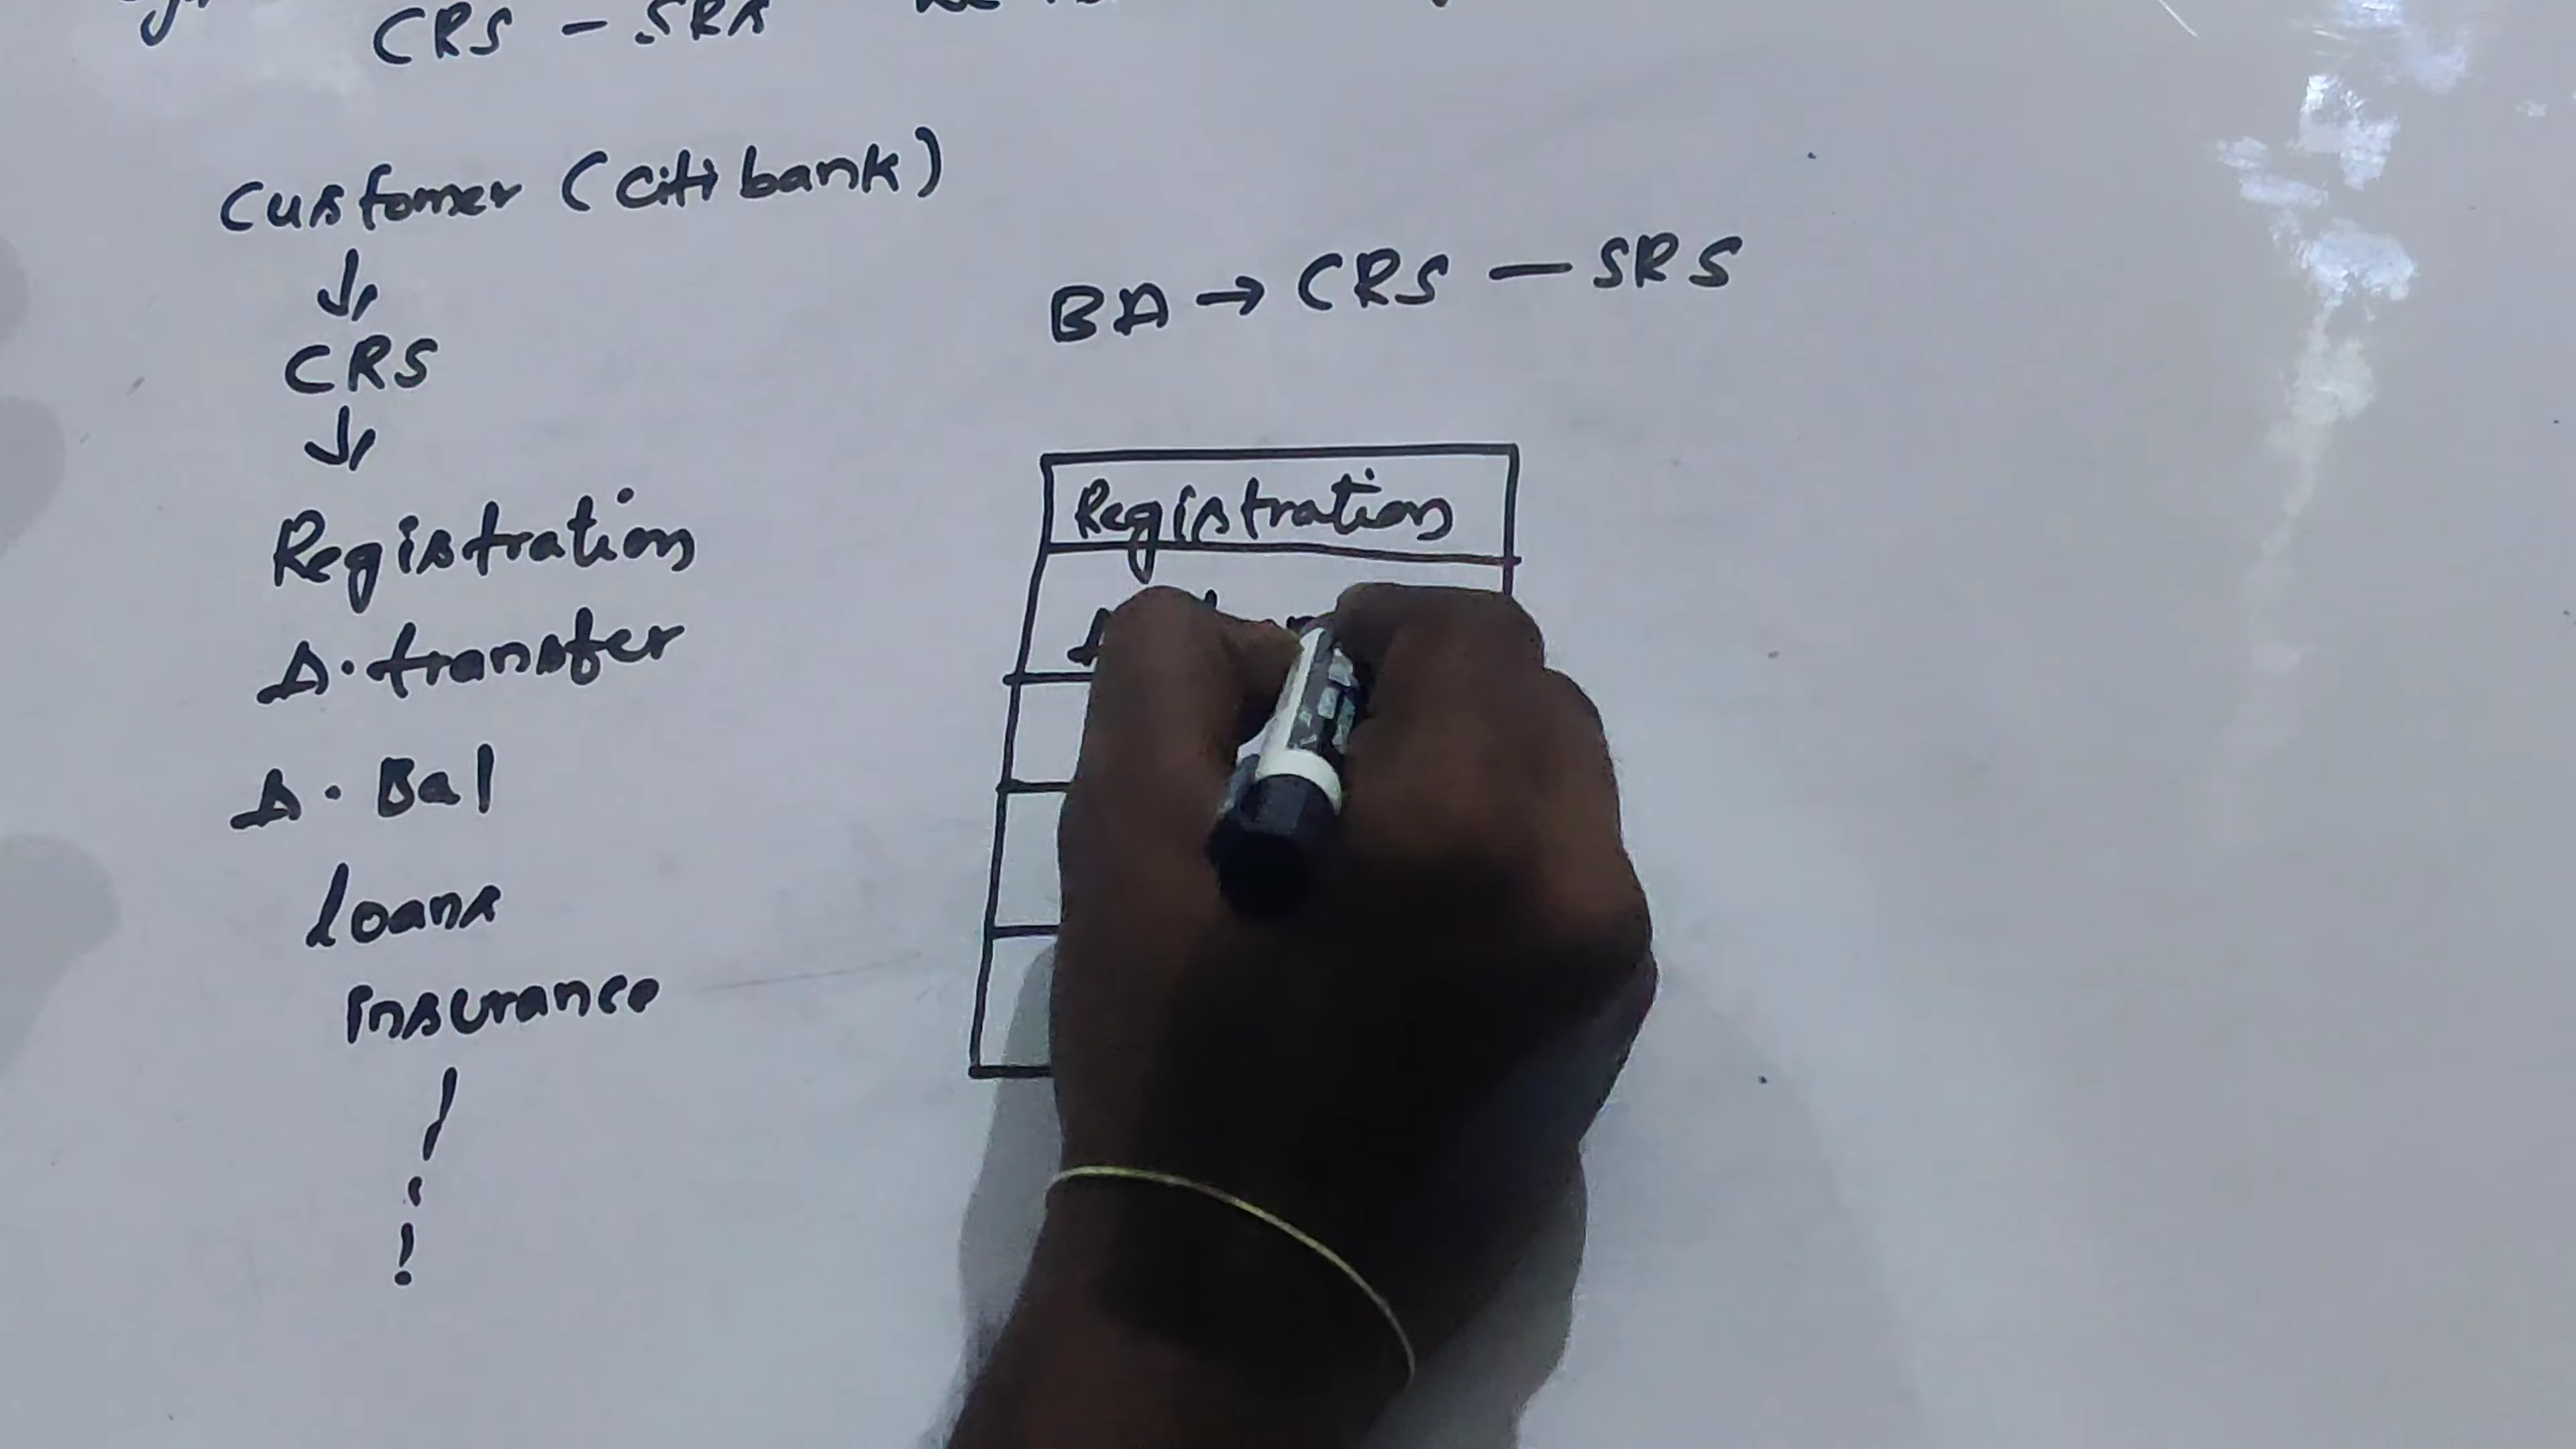 CRS - SRS
Customer (Citi bank)
↓
CRS
↓
Registration
A. transfer
A. Bal
loans
insurance
BA → CRS — SRS
Registration